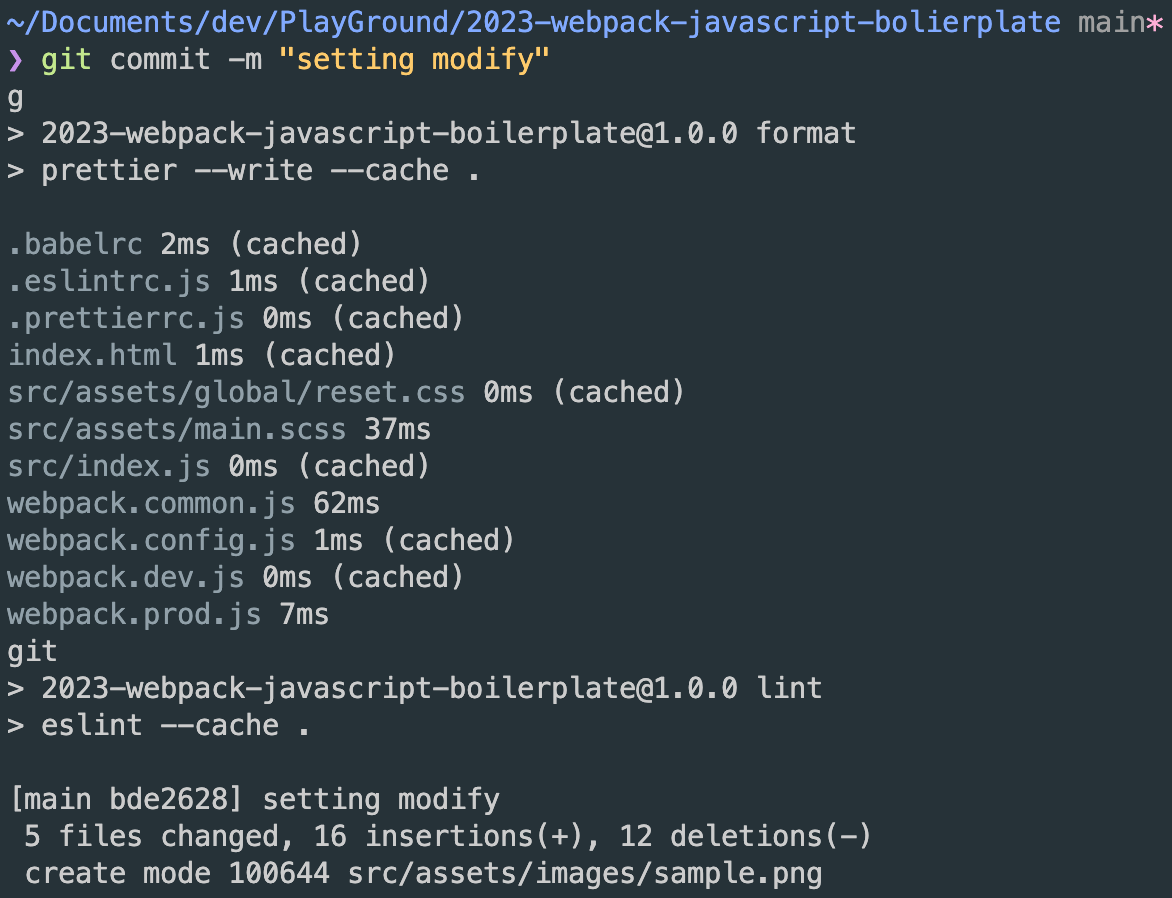 ~/Documents/dev/PlayGround/2023-webpack-javascript-bolierplate main*
❯ git commit -m "setting modify"
g
> 2023-webpack-javascript-boilerplate@1.0.0 format
> prettier --write --cache .
.babelrc 2ms (cached)
.eslintrc.js 1ms (cached)
.prettierrc.js 0ms (cached)
index.html 1ms (cached)
src/assets/global/reset.css 0ms (cached)
src/assets/main.scss 37ms
src/index.js 0ms (cached)
webpack.common.js 62ms
webpack.config.js 1ms (cached)
webpack.dev.js 0ms (cached)
webpack.prod.js 7ms
git
> 2023-webpack-javascript-boilerplate@1.0.0 lint
> eslint --cache .
[main bde2628] setting modify
 5 files changed, 16 insertions(+), 12 deletions(-)
 create mode 100644 src/assets/images/sample.png